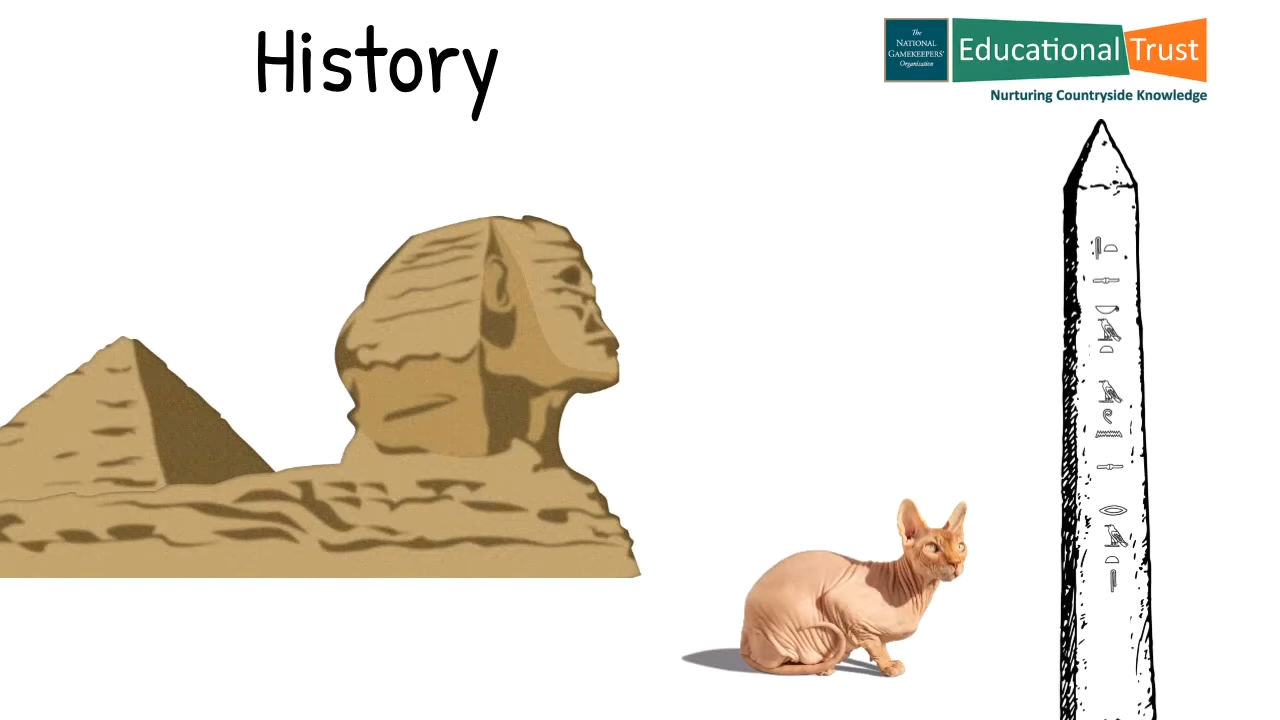 History
The
NATIONAL
GAMEKEEPERS'
Organisation
Educational Trust
Nurturing Countryside Knowledge